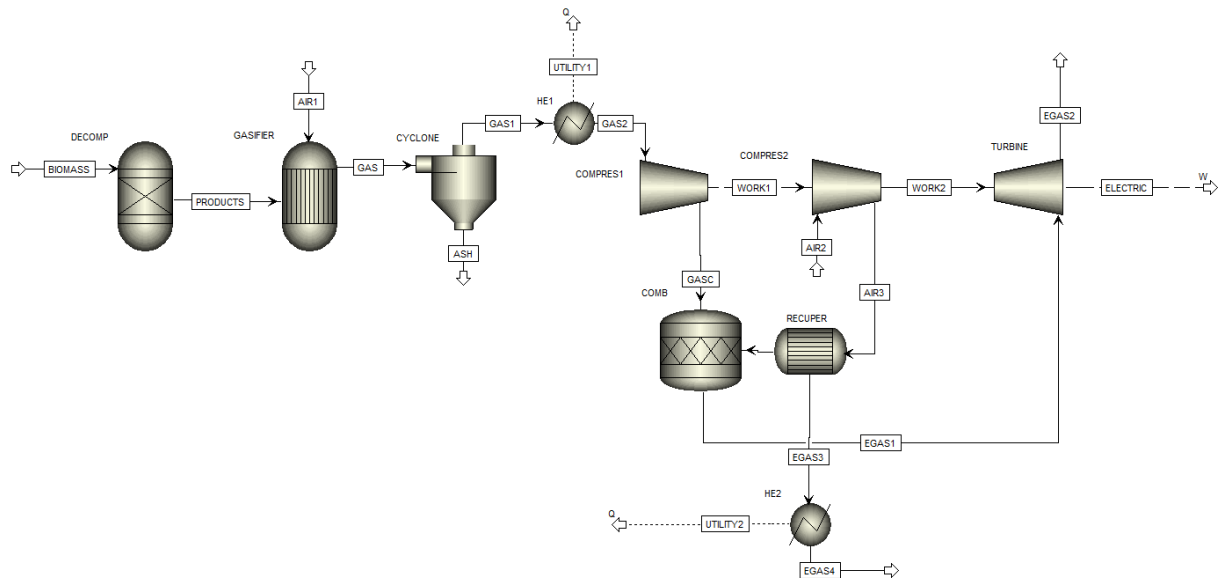 Q
UTILITY1
AIR1
HE1
EGAS2
DECOMP
GASIFIER
CYCLONE
GAS1
GAS2
COMPRES2
TURBINE
BIOMASS
GAS
COMPRES1
WORK1
WORK2
ELECTRIC
W
PRODUCTS
ASH
AIR2
GASC
AIR3
COMB
RECUPER
EGAS1
EGAS3
HE2
Q
UTILITY2
EGAS4